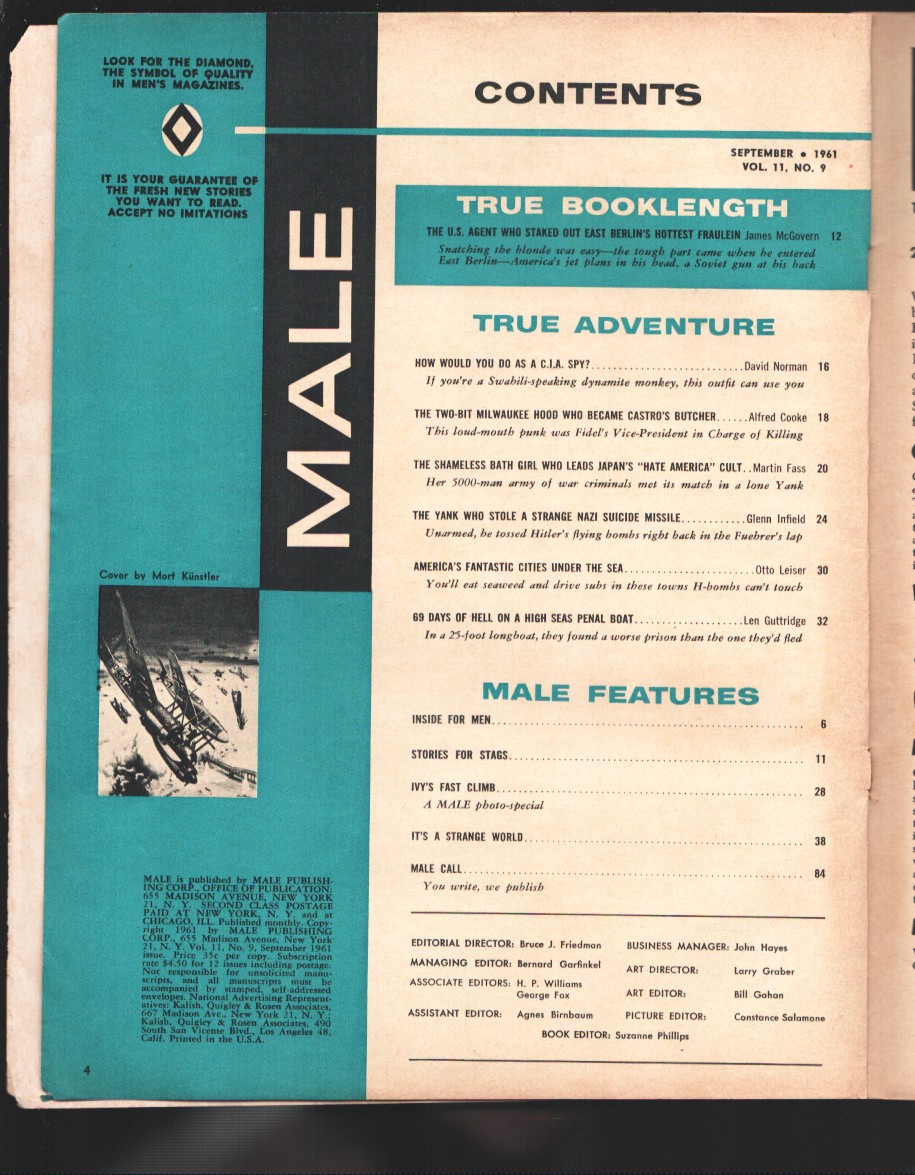 LOOK FOR THE DIAMOND,
THE SYMBOL OF QUALITY
IN MEN'S MAGAZINES.
IT IS YOUR GUARANTEE OF
THE FRESH NEW STORIES
YOU WANT TO READ.
ACCEPT NO IMITATIONS
MALE
Cover by Mort Künstler
MALE is published by MALE PUBLISH-
ING CORP., OFFICE OF PUBLICATION:
655 MADISON AVENUE, NEW YORK
21, N. Y. SECOND CLASS POSTAGE
PAID AT NEW YORK, N. Y. and at
CHICAGO, ILL. Published monthly. Copy-
right 1961 by MALE PUBLISHING
CORP., 655 Madison Avenue, New York
21, N. Y. Vol. 11, No. 9, September 1961
issue. Price 35c per copy. Subscription
rate $4.50 for 12 issues including postage.
Not responsible for unsolicited manu-
scripts, and all manuscripts must be
accompanied by stamped, self-addressed
envelopes. National Advertising Represent-
atives: Kalish, Quigley & Rosen Associates,
667 Madison Ave., New York 21, N. Y.;
Kalish, Quigley & Rosen Associates, 490
South San Vicente Blvd., Los Angeles 48,
Calif. Printed in the U.S.A.
4
CONTENTS
SEPTEMBER • 1961
VOL. 11, NO. 9
TRUE BOOKLENGTH
THE U.S. AGENT WHO STAKED OUT EAST BERLIN'S HOTTEST FRAULEIN James McGovern 12
Snatching the blonde was easy—the tough part came when he entered
East Berlin—America's jet plans in his head, a Soviet gun at his back
TRUE ADVENTURE
HOW WOULD YOU DO AS A C.I.A. SPY?............................David Norman 16
If you're a Swahili-speaking dynamite monkey, this outfit can use you
THE TWO-BIT MILWAUKEE HOOD WHO BECAME CASTRO'S BUTCHER......Alfred Cooke 18
This loud-mouth punk was Fidel's Vice-President in Charge of Killing
THE SHAMELESS BATH GIRL WHO LEADS JAPAN'S "HATE AMERICA" CULT..Martin Fass 20
Her 5000-man army of war criminals met its match in a lone Yank
THE YANK WHO STOLE A STRANGE NAZI SUICIDE MISSILE............Glenn Infield 24
Unarmed, he tossed Hitler's flying bombs right back in the Fuehrer's lap
AMERICA'S FANTASTIC CITIES UNDER THE SEA........................Otto Leiser 30
You'll eat seaweed and drive subs in these towns H-bombs can't touch
69 DAYS OF HELL ON A HIGH SEAS PENAL BOAT....................Len Guttridge 32
In a 25-foot longboat, they found a worse prison than the one they'd fled
MALE FEATURES
INSIDE FOR MEN.......................................................... 6
STORIES FOR STAGS....................................................... 11
IVY'S FAST CLIMB......................................................... 28
A MALE photo-special
IT'S A STRANGE WORLD.................................................... 38
MALE CALL............................................................... 84
You write, we publish
EDITORIAL DIRECTOR: Bruce J. Friedman
MANAGING EDITOR: Bernard Garfinkel
ASSOCIATE EDITORS: H. P. Williams
George Fox
ASSISTANT EDITOR: Agnes Birnbaum
BUSINESS MANAGER: John Hayes
ART DIRECTOR: Larry Graber
ART EDITOR: Bill Gahan
PICTURE EDITOR: Constance Salamone
BOOK EDITOR: Suzanne Phillips